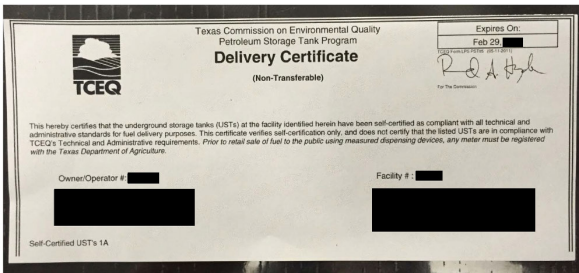 Texas Commission on Environmental Quality
Petroleum Storage Tank Program
Delivery Certificate
(Non-Transferable)
Expires On:
Feb 29,
For The Commission
TCEQ
This hereby certifies that the underground storage tanks (USTs) at the facility identified herein have been self-certified as compliant with all technical and
administrative standards for fuel delivery purposes. This certificate verifies self-certification only, and does not certify that the listed USTs are in compliance with
TCEQ's Technical and Administrative requirements. Prior to retail sale of fuel to the public using measured dispensing devices, any meter must be registered
with the Texas Department of Agriculture.
Owner/Operator #:
Facility # :
Self-Certified UST's 1A